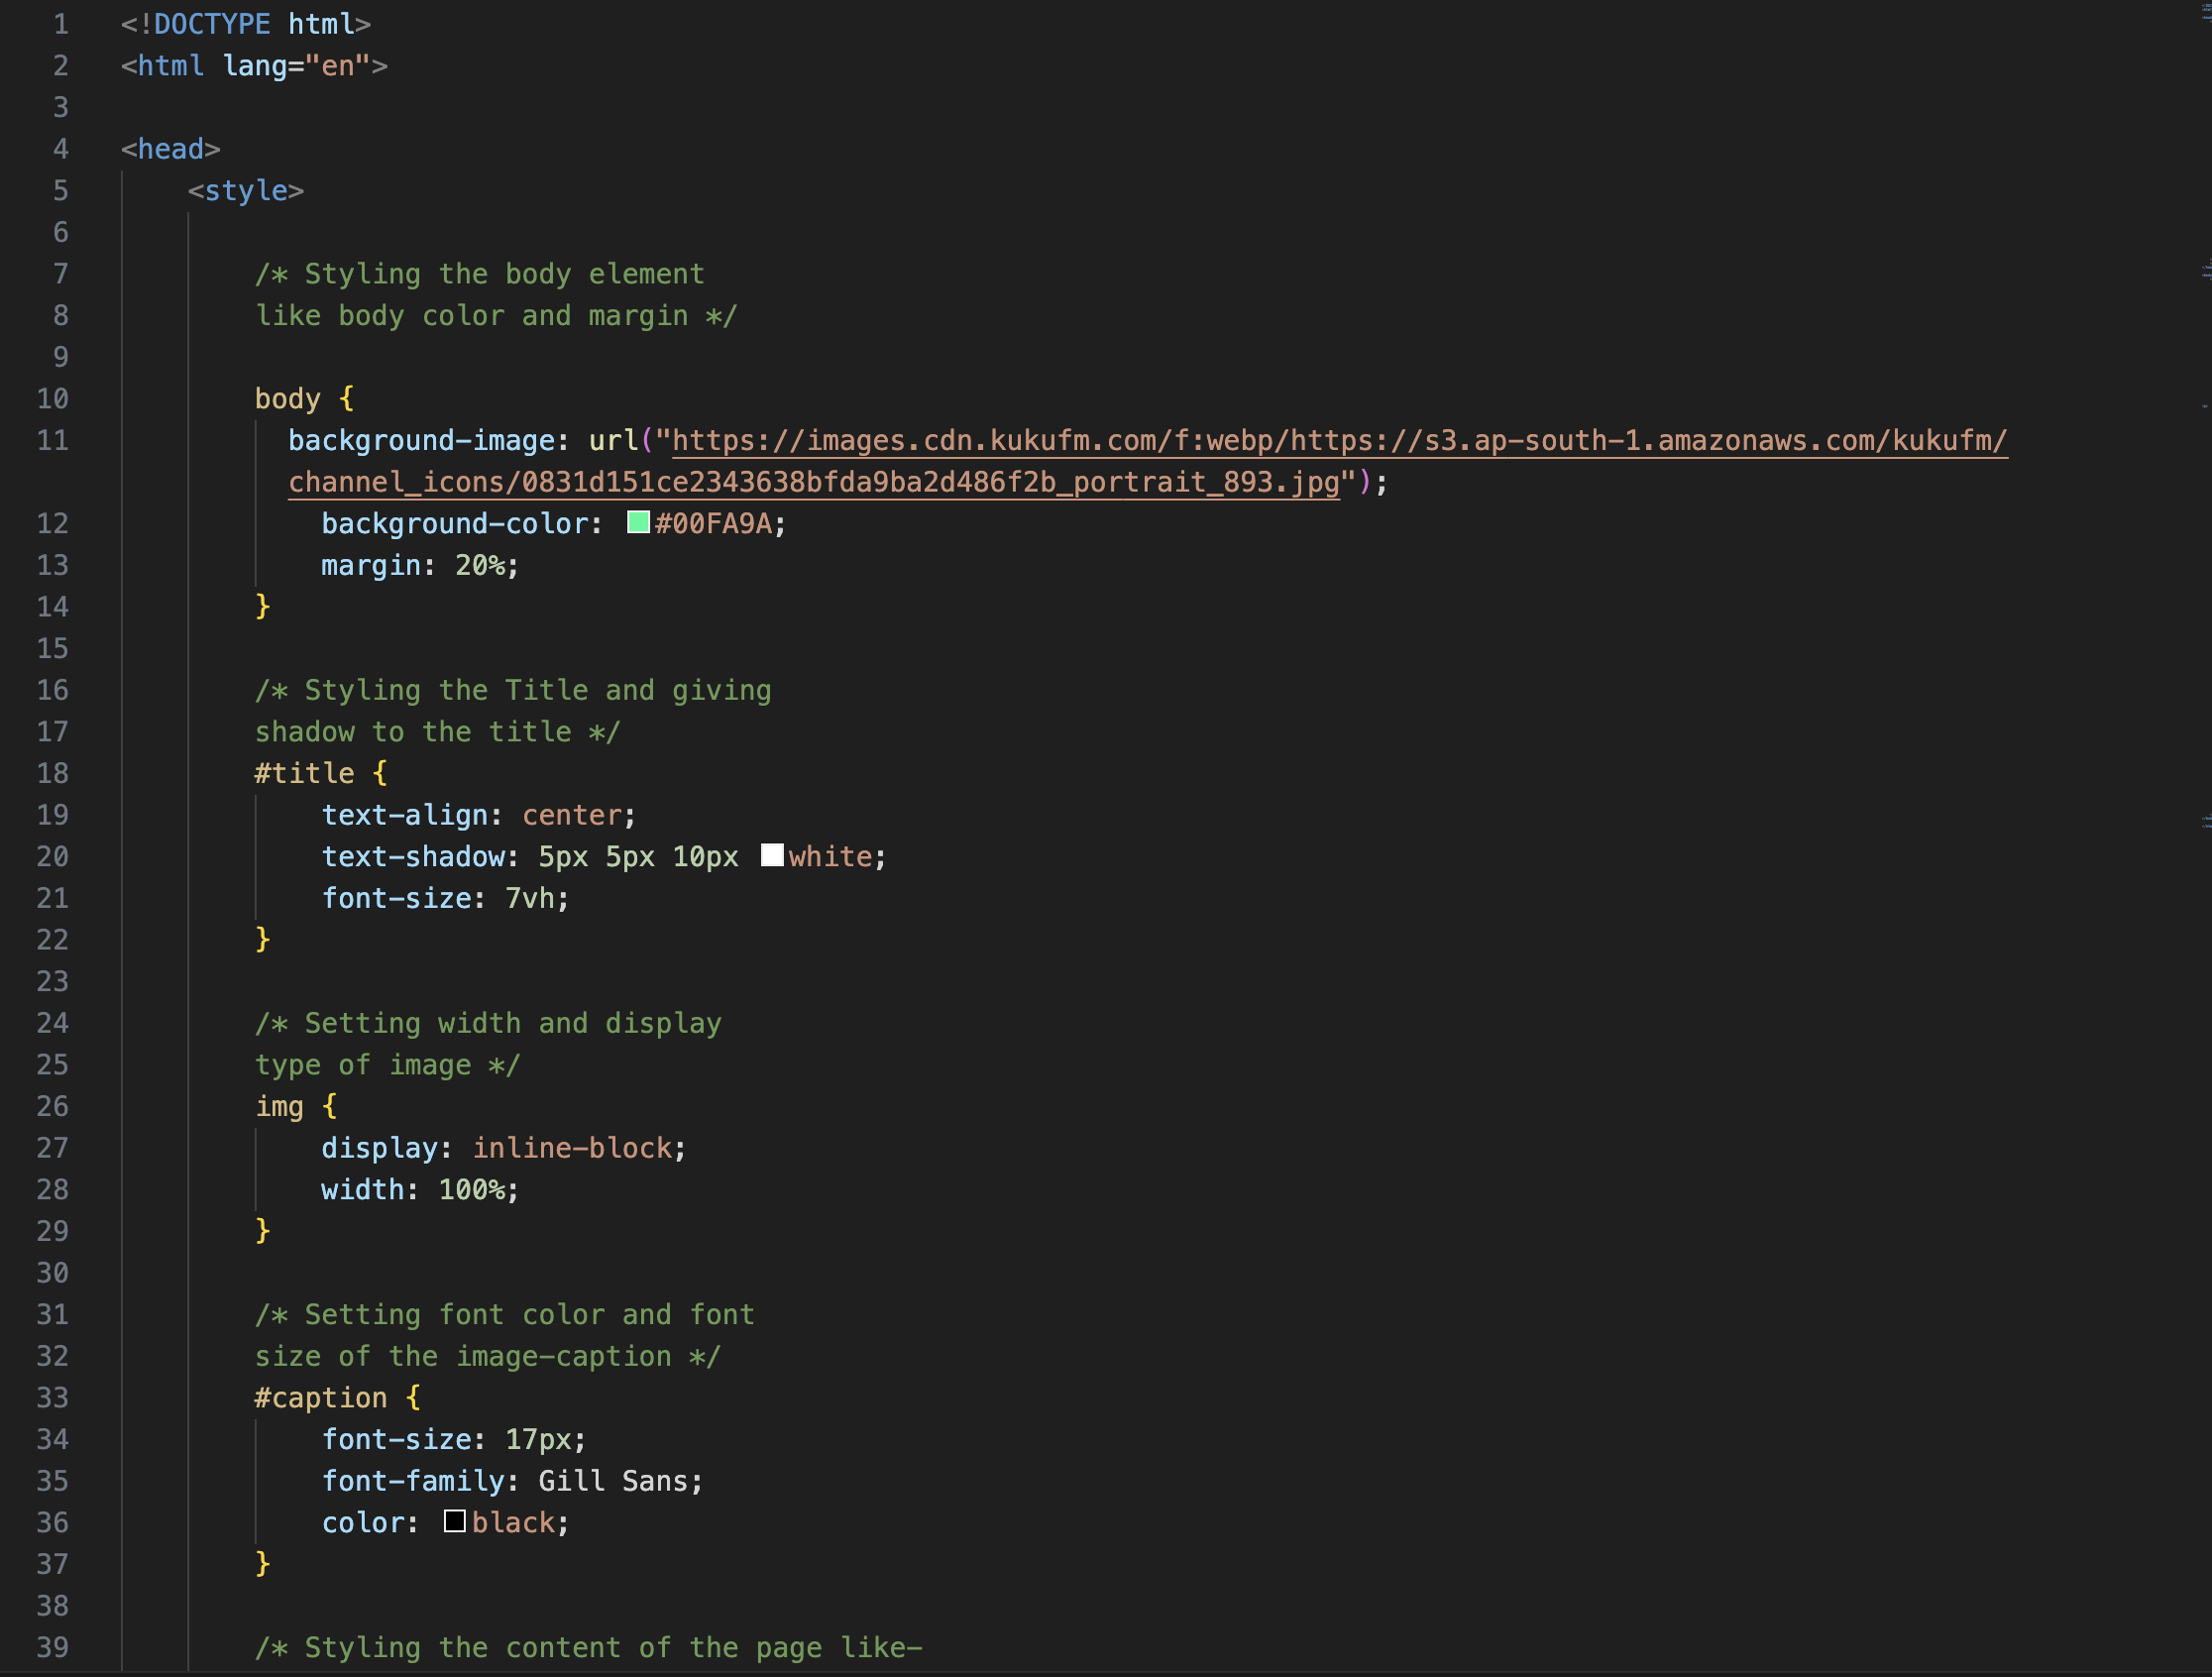 1 <!DOCTYPE html>
2 <html lang="en">
3
4 <head>
5 <style>
6
7 /* Styling the body element
8 like body color and margin */
9
10 body {
11 background-image: url("https://images.cdn.kukufm.com/f:webp/https://s3.ap-south-1.amazonaws.com/kukufm/
channel_icons/0831d151ce2343638bfda9ba2d486f2b_portrait_893.jpg");
12 background-color: #00FA9A;
13 margin: 20%;
14 }
15
16 /* Styling the Title and giving
17 shadow to the title */
18 #title {
19 text-align: center;
20 text-shadow: 5px 5px 10px white;
21 font-size: 7vh;
22 }
23
24 /* Setting width and display
25 type of image */
26 img {
27 display: inline-block;
28 width: 100%;
29 }
30
31 /* Setting font color and font
32 size of the image-caption */
33 #caption {
34 font-size: 17px;
35 font-family: Gill Sans;
36 color: black;
37 }
38
39 /* Styling the content of the page like-